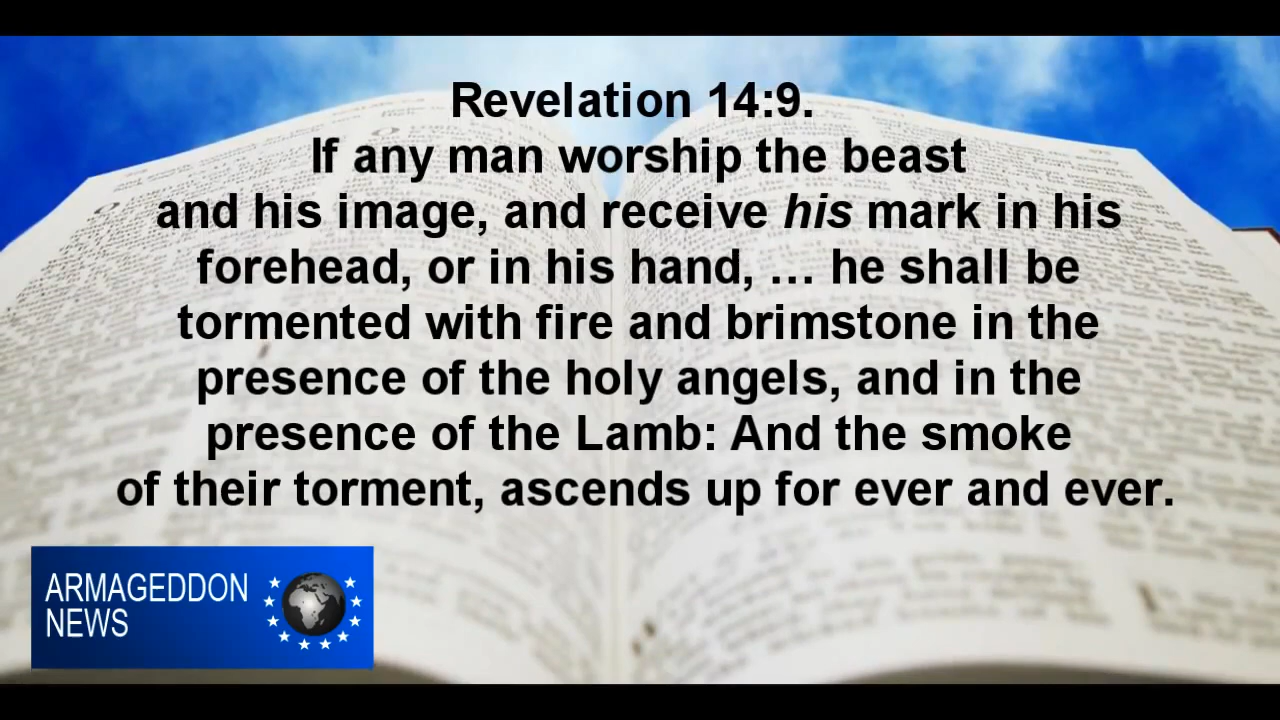 Revelation 14:9.
If any man worship the beast
and his image, and receive his mark in his
forehead, or in his hand, … he shall be
tormented with fire and brimstone in the
presence of the holy angels, and in the
presence of the Lamb: And the smoke
of their torment, ascends up for ever and ever.
ARMAGEDDON
NEWS